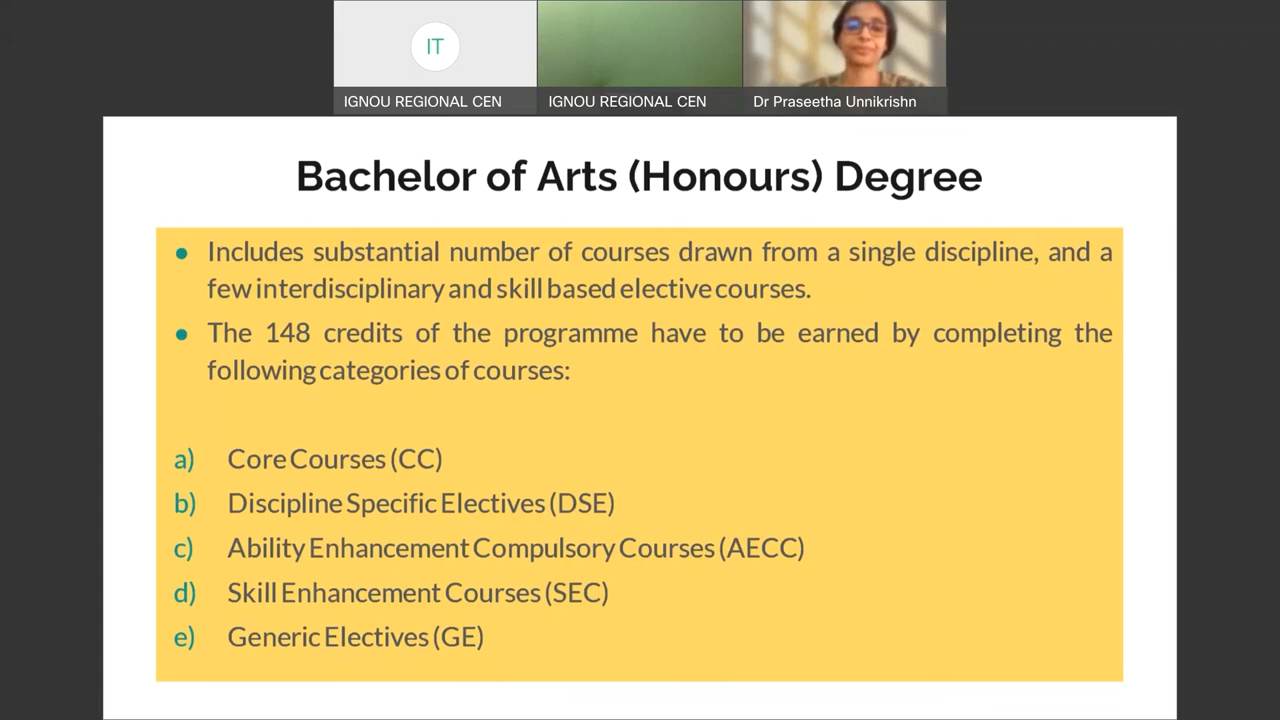 IT
IGNOU REGIONAL CEN
IGNOU REGIONAL CEN
Dr Praseetha Unnikrishn
Bachelor of Arts (Honours) Degree
● Includes substantial number of courses drawn from a single discipline, and a
few interdisciplinary and skill based elective courses.
● The 148 credits of the programme have to be earned by completing the
following categories of courses:
a) Core Courses (CC)
b) Discipline Specific Electives (DSE)
c) Ability Enhancement Compulsory Courses (AECC)
d) Skill Enhancement Courses (SEC)
e) Generic Electives (GE)